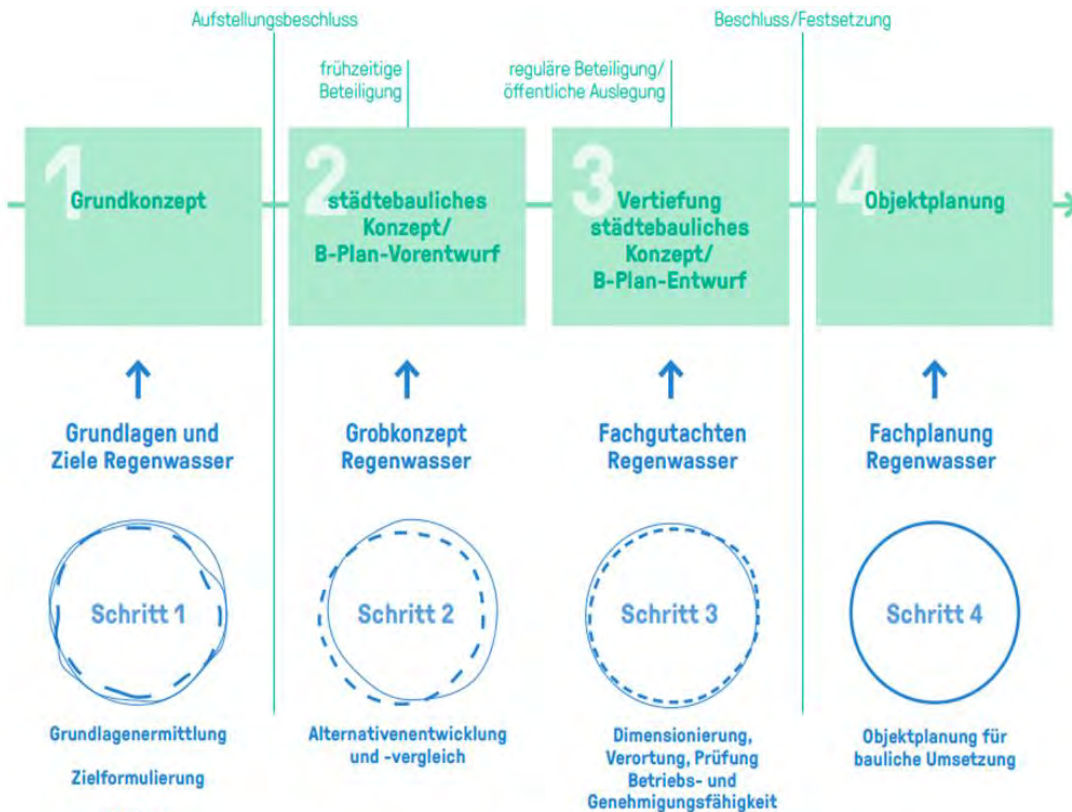 Aufstellungsbeschluss
Beschluss/Festsetzung
frühzeitige
Beteiligung
reguläre Beteiligung/
öffentliche Auslegung
1
Grundkonzept
2
städtebauliches
Konzept/
B-Plan-Vorentwurf
3
Vertiefung
städtebauliches
Konzept/
B-Plan-Entwurf
4
Objektplanung
Grundlagen und
Ziele Regenwasser
Grobkonzept
Regenwasser
Fachgutachten
Regenwasser
Fachplanung
Regenwasser
Schritt 1
Schritt 2
Schritt 3
Schritt 4
Grundlagenermittlung
Zielformulierung
Alternativenentwicklung
und -vergleich
Dimensionierung,
Verortung, Prüfung
Betriebs- und
Genehmigungsfähigkeit
Objektplanung für
bauliche Umsetzung